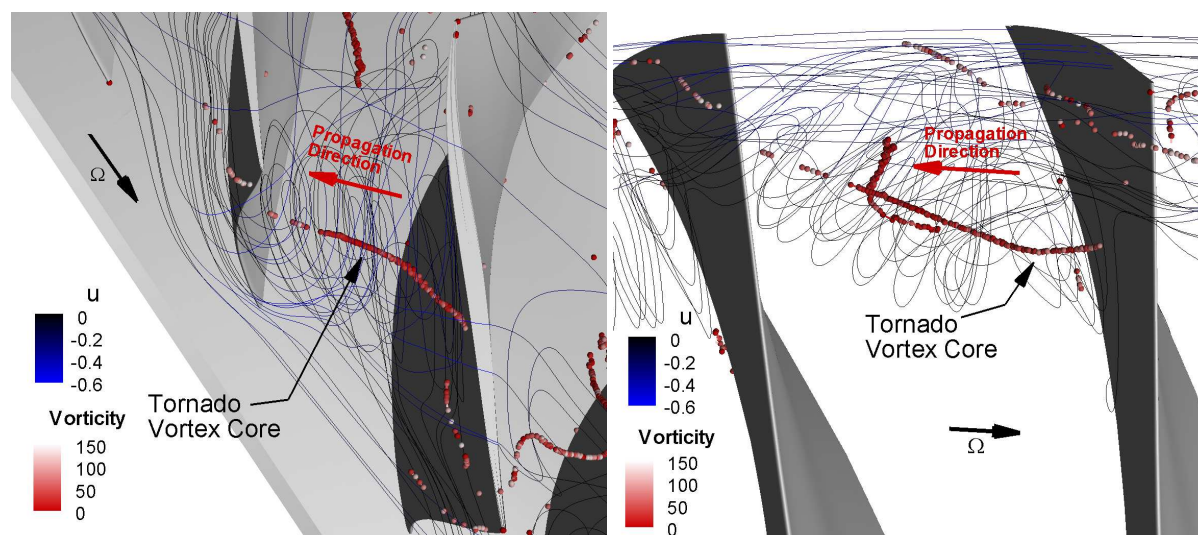 Propagation
Direction
Ω
u
0
-0.2
-0.4
-0.6
Vorticity
150
100
50
0
Tornado
Vortex Core
Propagation
Direction
Tornado
Vortex Core
u
0
-0.2
-0.4
-0.6
Vorticity
150
100
50
0
Ω